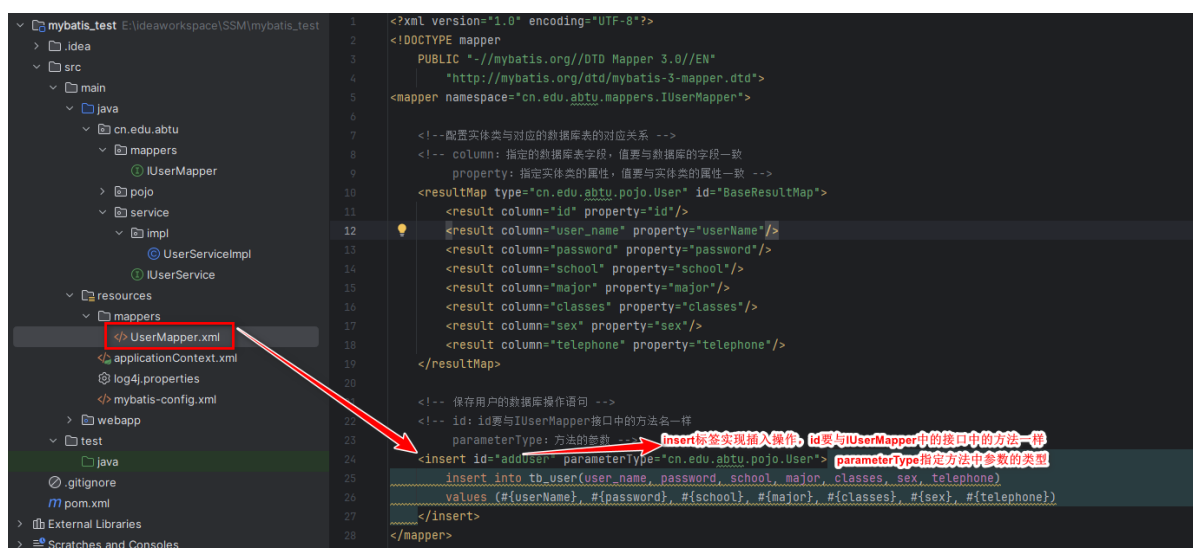 mybatis_test E:\ideaworkspace\SSM\mybatis_test
.idea
src
main
java
cn.edu.abtu
mappers
IUserMapper
pojo
service
impl
UserServiceImpl
IUserService
resources
mappers
UserMapper.xml
applicationContext.xml
log4j.properties
mybatis-config.xml
webapp
test
java
.gitignore
pom.xml
External Libraries
Scratches and Consoles
1 <?xml version="1.0" encoding="UTF-8"?>
2 <!DOCTYPE mapper
3 PUBLIC "-//mybatis.org//DTD Mapper 3.0//EN"
4 "http://mybatis.org/dtd/mybatis-3-mapper.dtd">
5 <mapper namespace="cn.edu.abtu.mappers.IUserMapper">
6
7 <!--配置实体类与对应的数据库表的对应关系 -->
8 <!-- column：指定的数据库表字段，值要与数据库的字段一致
9 property：指定实体类的属性，值要与实体类的属性一致 -->
10 <resultMap type="cn.edu.abtu.pojo.User" id="BaseResultMap">
11 <result column="id" property="id"/>
12 <result column="user_name" property="userName"/>
13 <result column="password" property="password"/>
14 <result column="school" property="school"/>
15 <result column="major" property="major"/>
16 <result column="classes" property="classes"/>
17 <result column="sex" property="sex"/>
18 <result column="telephone" property="telephone"/>
19 </resultMap>
20
<!-- 保存用户的数据库操作语句 -->
22 <!-- id：id要与IUserMapper接口中的方法名一样
23 parameterType：方法的参数 --> insert标签实现插入操作，id要与IUserMapper中的接口中的方法一样
24 <insert id="addUser" parameterType="cn.edu.abtu.pojo.User"> parameterType指定方法中参数的类型
25 insert into tb_user(user_name, password, school, major, classes, sex, telephone)
26 values (#{userName}, #{password}, #{school}, #{major}, #{classes}, #{sex}, #{telephone})
27 </insert>
28 </mapper>